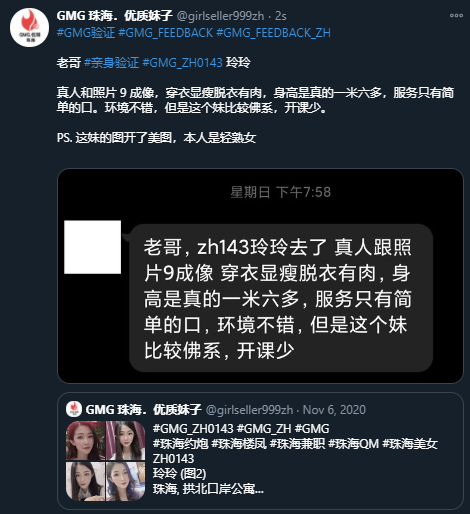 GMG 珠海．优质妹子 @girlseller999zh · 2s
#GMG验证 #GMG_FEEDBACK #GMG_FEEDBACK_ZH
老哥 #亲身验证 #GMG_ZH0143 玲玲
真人和照片 9 成像，穿衣显瘦脱衣有肉，身高是真的一米六多，服务只有简
单的口。环境不错，但是这个妹比较佛系，开课少。
PS. 这妹的图开了美图，本人是轻熟女
星期日 下午7:58
老哥，zh143玲玲去了 真人跟照
片9成像 穿衣显瘦脱衣有肉，身
高是真的一米六多，服务只有简
单的口，环境不错，但是这个妹
比较佛系，开课少
GMG 珠海．优质妹子 @girlseller999zh · Nov 6, 2020
#GMG_ZH0143 #GMG_ZH #GMG
#珠海约炮 #珠海楼凤 #珠海兼职 #珠海QM #珠海美女
ZH0143
玲玲 (图2)
珠海, 拱北口岸公寓...